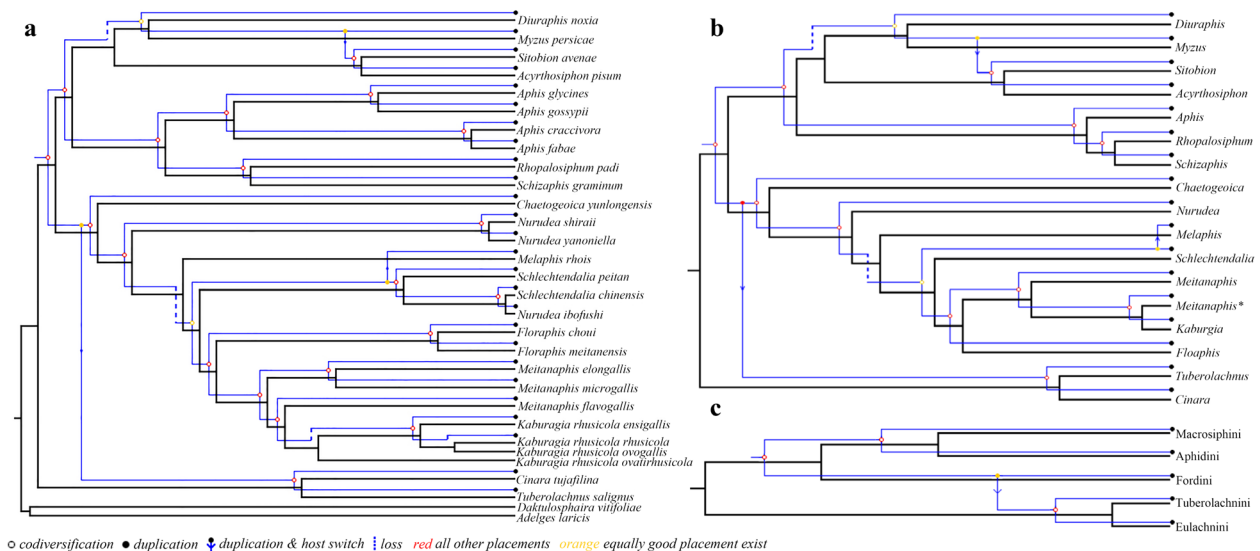 a
Diuraphis noxia
Myzus persicae
Sitobion avenae
Acyrthosiphon pisum
Aphis glycines
Aphis gossypii
Aphis craccivora
Aphis fabae
Rhopalosiphum padi
Schizaphis graminum
Chaetogeoica yunlongensis
Nurudea shiraii
Nurudea yanoniella
Melaphis rhois
Schlechtendalia peitan
Schlechtendalia chinensis
Nurudea ibofushi
Floraphis choui
Floraphis meitanensis
Meitanaphis elongallis
Meitanaphis microgallis
Meitanaphis flavogallis
Kaburagia rhusicola ensigallis
Kaburagia rhusicola rhusicola
Kaburagia rhusicola ovogallis
Kaburagia rhusicola ovatirhusicola
Cinara tujafilina
Tuberolachnus salignus
Daktulosphaira vitifoliae
Adelges laricis
b
Diuraphis
Myzus
Sitobion
Acyrthosiphon
Aphis
Rhopalosiphum
Schizaphis
Chaetogeoica
Nurudea
Melaphis
Schlechtendalia
Meitanaphis
Meitanaphis*
Kaburgia
Floaphis
Tuberolachnus
Cinara
c
Macrosiphini
Aphidini
Fordini
Tuberolachnini
Eulachnini
codiversification duplication duplication & host switch loss red all other placements orange equally good placement exist